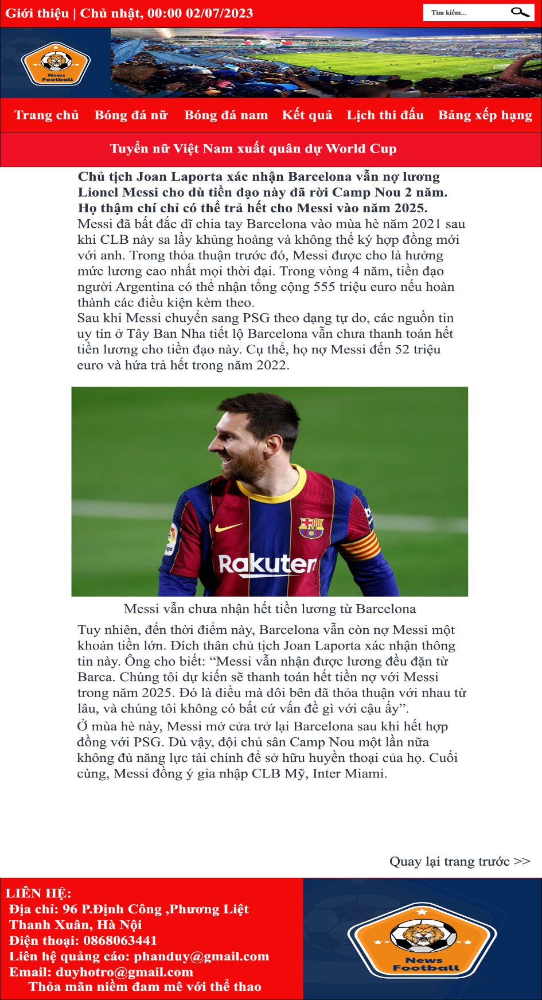 Giới thiệu | Chủ nhật, 00:00 02/07/2023
Tìm kiếm...
News
Football
Trang chủ Bóng đá nữ Bóng đá nam Kết quả Lịch thi đấu Bảng xếp hạng
Tuyển nữ Việt Nam xuất quân dự World Cup
Chủ tịch Joan Laporta xác nhận Barcelona vẫn nợ lương
Lionel Messi cho dù tiền đạo này đã rời Camp Nou 2 năm.
Họ thậm chí chỉ có thể trả hết cho Messi vào năm 2025.
Messi đã bất đắc dĩ chia tay Barcelona vào mùa hè năm 2021 sau
khi CLB này sa lầy khủng hoảng và không thể ký hợp đồng mới
với anh. Trong thỏa thuận trước đó, Messi được cho là hưởng
mức lương cao nhất mọi thời đại. Trong vòng 4 năm, tiền đạo
người Argentina có thể nhận tổng cộng 555 triệu euro nếu hoàn
thành các điều kiện kèm theo.
Sau khi Messi chuyển sang PSG theo dạng tự do, các nguồn tin
uy tín ở Tây Ban Nha tiết lộ Barcelona vẫn chưa thanh toán hết
tiền lương cho tiền đạo này. Cụ thể, họ nợ Messi đến 52 triệu
euro và hứa trả hết trong năm 2022.
FCB
Rakuten
Messi vẫn chưa nhận hết tiền lương từ Barcelona
Tuy nhiên, đến thời điểm này, Barcelona vẫn còn nợ Messi một
khoản tiền lớn. Đích thân chủ tịch Joan Laporta xác nhận thông
tin này. Ông cho biết: “Messi vẫn nhận được lương đều đặn từ
Barca. Chúng tôi dự kiến sẽ thanh toán hết tiền nợ với Messi
trong năm 2025. Đó là điều mà đôi bên đã thỏa thuận với nhau từ
lâu, và chúng tôi không có bất cứ vấn đề gì với cậu ấy”.
Ở mùa hè này, Messi mở cửa trở lại Barcelona sau khi hết hợp
đồng với PSG. Dù vậy, đội chủ sân Camp Nou một lần nữa
không đủ năng lực tài chính để sở hữu huyền thoại của họ. Cuối
cùng, Messi đồng ý gia nhập CLB Mỹ, Inter Miami.
Quay lại trang trước >>
LIÊN HỆ:
Địa chỉ: 96 P.Định Công ,Phương Liệt
Thanh Xuân, Hà Nội
Điện thoại: 0868063441
Liên hệ quảng cáo: phanduy@gmail.com
Email: duyhotro@gmail.com
Thỏa mãn niềm đam mê với thể thao
News
Football